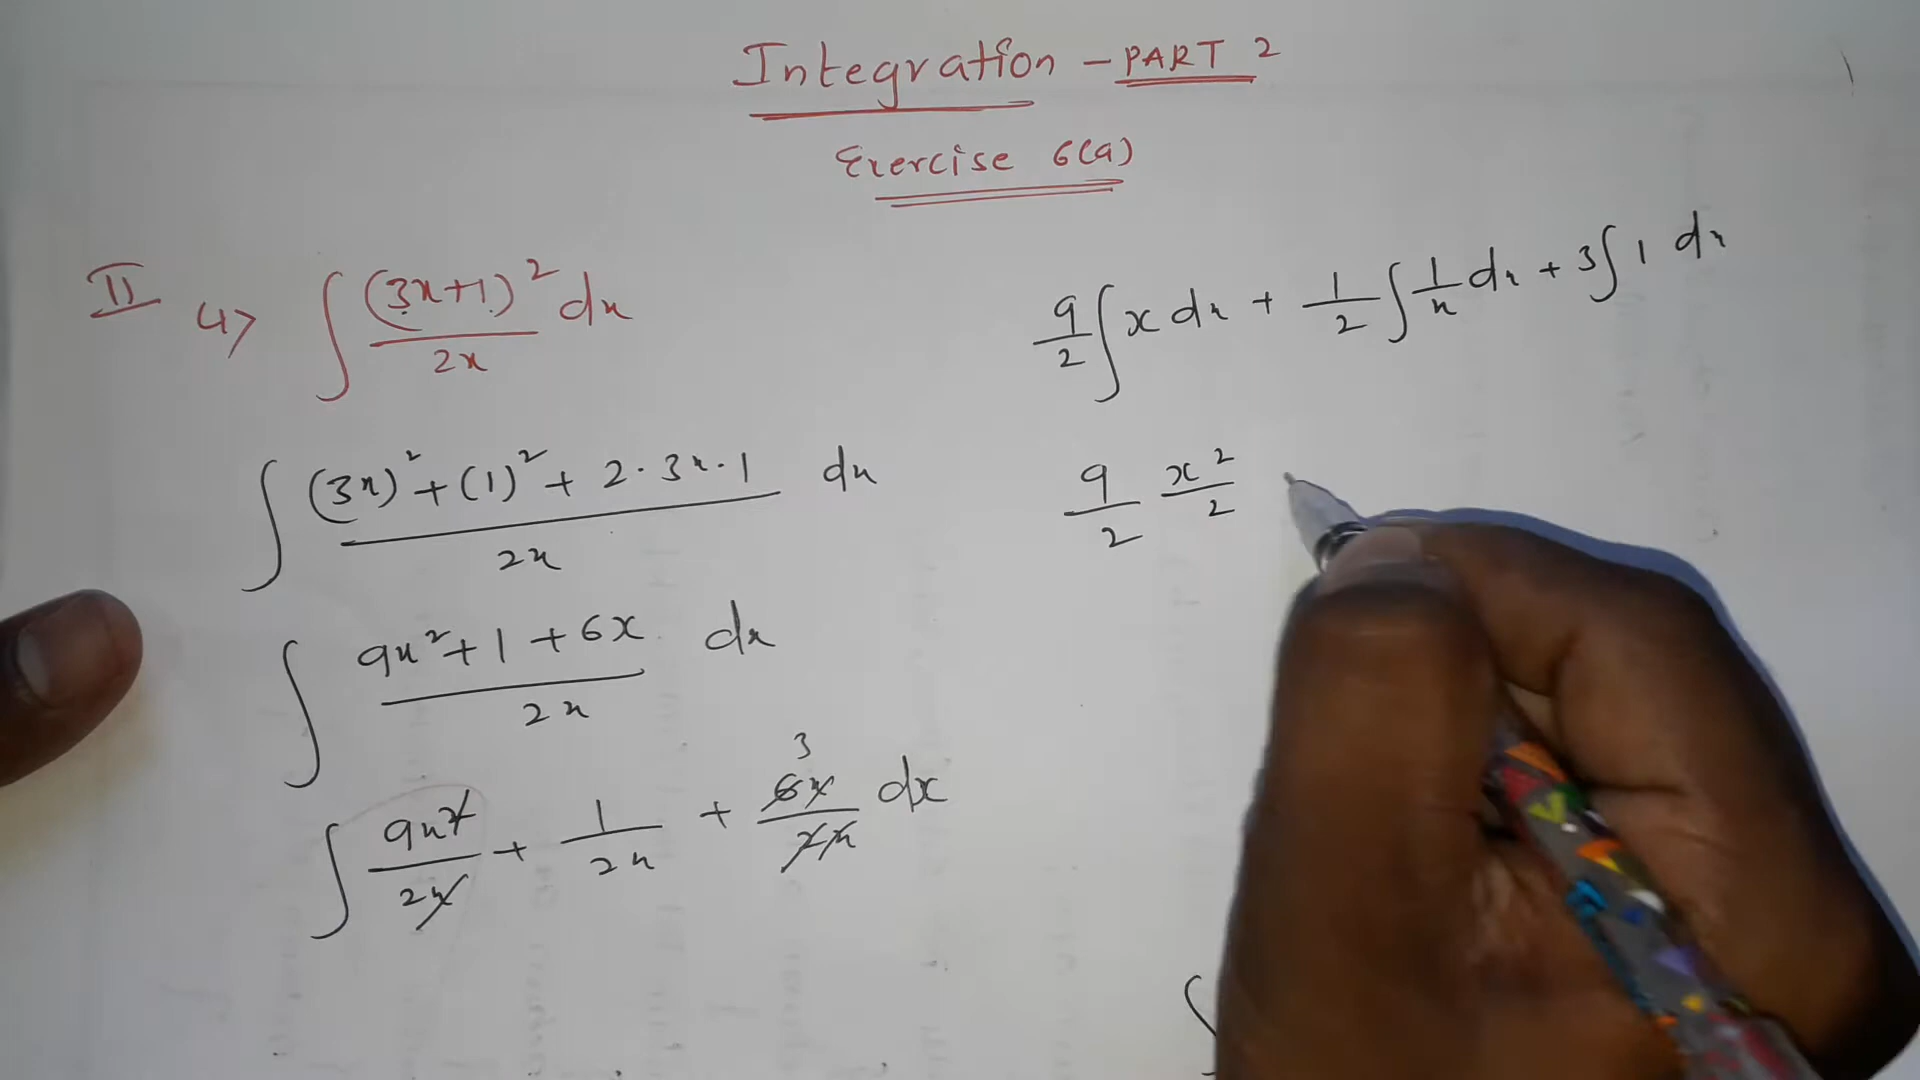 Integration - PART 2
Exercise 6(a)
II 4> ∫ (3x+1)² / 2x dx
∫ (3x)² + (1)² + 2·3x·1 / 2x dx
∫ 9x² + 1 + 6x / 2x dx
3
∫ 9x² / 2x + 1 / 2x + 6x / 2x dx
9/2 ∫ x dx + 1/2 ∫ 1/x dx + 3∫ 1 dx
9/2 x²/2
∫